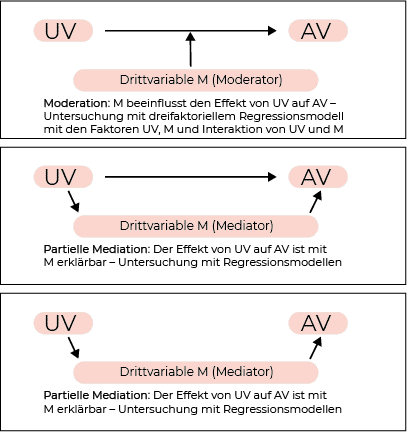 UV AV
Drittvariable M (Moderator)
Moderation: M beeinflusst den Effekt von UV auf AV –
Untersuchung mit dreifaktoriellem Regressionsmodell
mit den Faktoren UV, M und Interaktion von UV und M
UV AV
Drittvariable M (Mediator)
Partielle Mediation: Der Effekt von UV auf AV ist mit
M erklärbar – Untersuchung mit Regressionsmodellen
UV AV
Drittvariable M (Mediator)
Partielle Mediation: Der Effekt von UV auf AV ist mit
M erklärbar – Untersuchung mit Regressionsmodellen